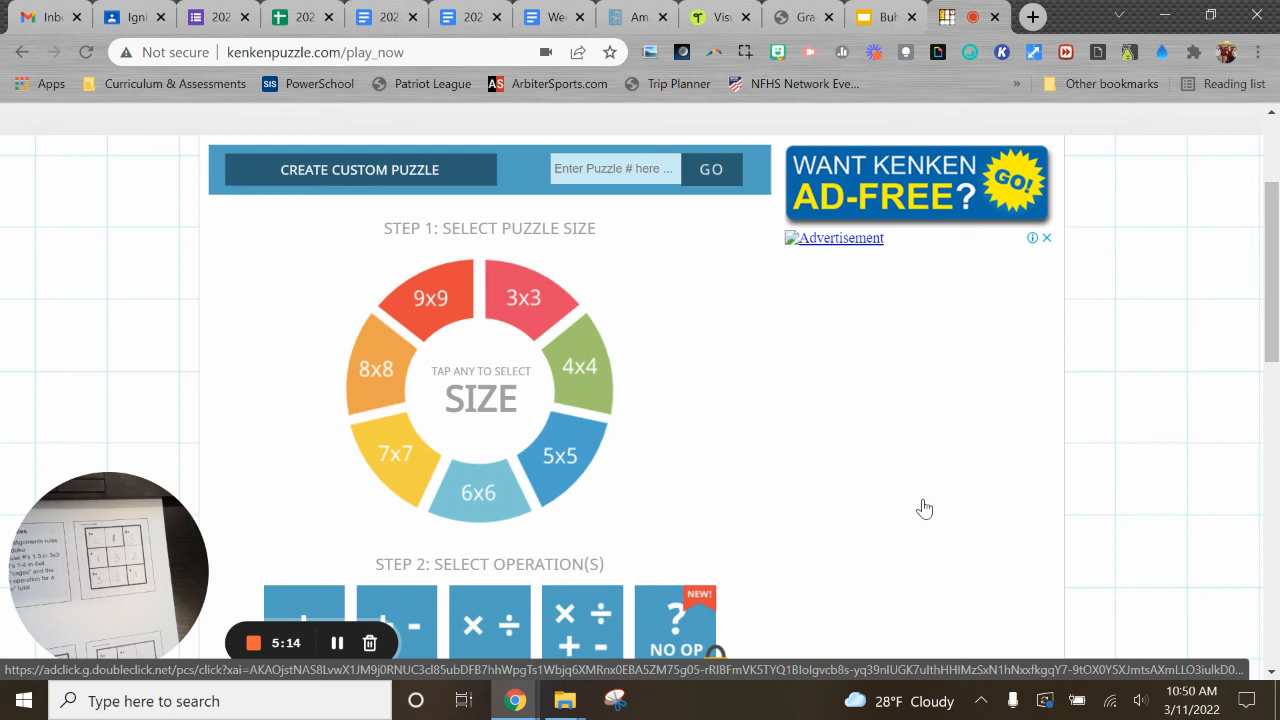 Inb
Igni
202
202
202
-202
We
Am
Visu
Gra
Buh
Not secure
kenkenpuzzle.com/play_now
Apps
Curriculum & Assessments
SIS PowerSchool
Patriot League
AS ArbiterSports.com
Trip Planner
NFHS Network Eve...
»
Other bookmarks
Reading list
CREATE CUSTOM PUZZLE
Enter Puzzle # here ...
GO
WANT KENKEN
AD-FREE?
GO!
Advertisement
STEP 1: SELECT PUZZLE SIZE
9x9
3x3
8x8
4x4
TAP ANY TO SELECT
SIZE
7x7
5x5
6x6
STEP 2: SELECT OPERATION(S)
NEW!
× ÷
× ÷
+ -
?
NO OP
5:14
Type here to search
28°F Cloudy
10:50 AM
3/11/2022